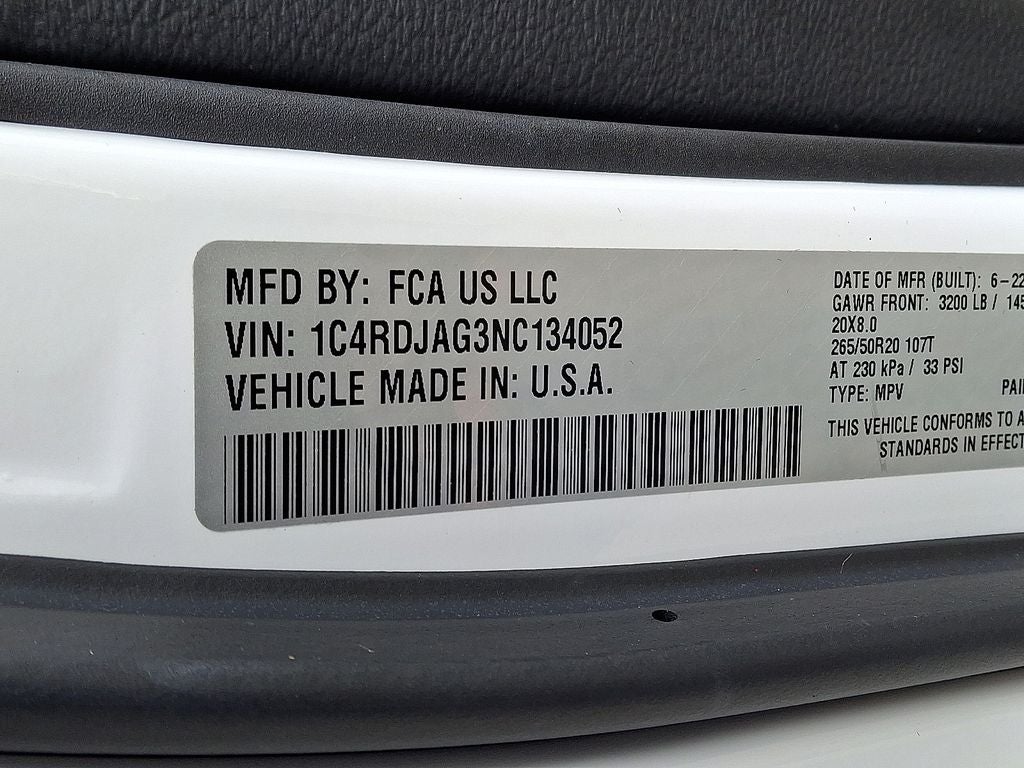 MFD BY: FCA US LLC
VIN: 1C4RDJAG3NC134052
VEHICLE MADE IN: U.S.A.
DATE OF MFR (BUILT): 6-22
GAWR FRONT: 3200 LB / 145
20X8.0
265/50R20 107T
AT 230 kPa / 33 PSI
TYPE: MPV
THIS VEHICLE CONFORMS TO
STANDARDS IN EFFECT